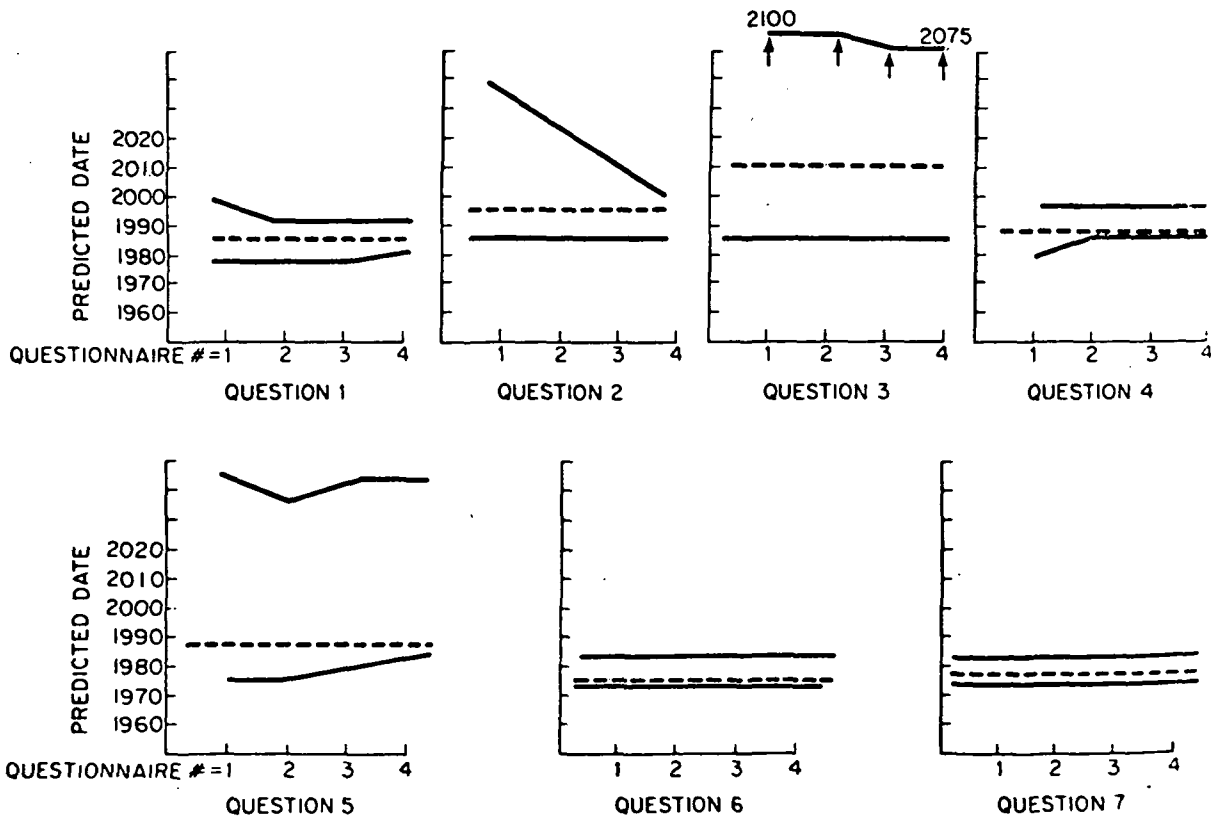 2100
2075
PREDICTED DATE
2020
2010
2000
1990
1980
1970
1960
QUESTIONNAIRE #=1 2 3 4
1 2 3 4
1 2 3 4
1 2 3 4
QUESTION 1
QUESTION 2
QUESTION 3
QUESTION 4
PREDICTED DATE
2020
2010
2000
1990
1980
1970
1960
QUESTIONNAIRE #=1 2 3 4
1 2 3 4
1 2 3 4
QUESTION 5
QUESTION 6
QUESTION 7